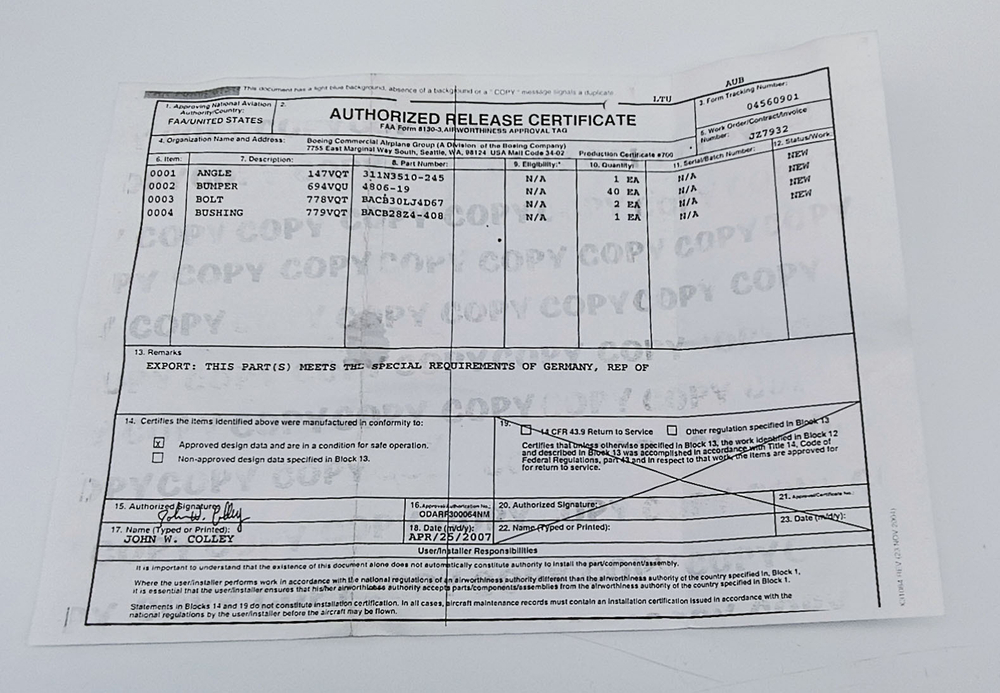 This document has a light blue background, absence of a background or a "COPY" message signals a duplicate.
LTU
AUB
1. Approving National Aviation
Authority/Country:
FAA/UNITED STATES
2.
AUTHORIZED RELEASE CERTIFICATE
FAA Form 8130-3, AIRWORTHINESS APPROVAL TAG
3. Form Tracking Number:
04560901
4. Organization Name and Address:
Boeing Commercial Airplane Group (A Division of the Boeing Company)
7755 East Marginal Way South, Seattle, WA, 98124 USA Mail Code 34-02
Production Certificate #700
5. Work Order/Contract/Invoice
Number: JZ7932
6. Item: 7. Description: 8. Part Number: 9. Eligibility:* 10. Quantity: 11. Serial/Batch Number: 12. Status/Work:
0001 ANGLE 147VQT 311N3510-245 N/A 1 EA N/A NEW
0002 BUMPER 694VQU 4806-19 N/A 40 EA N/A NEW
0003 BOLT 778VQT BACB30LJ4D67 N/A 2 EA N/A NEW
0004 BUSHING 779VQT BACB28Z4-408 N/A 1 EA N/A NEW
COPY COPY COPY COPY COPY COPY
COPY COPY COPY COPY COPY COPY
COPY COPY COPY COPY COPY
13. Remarks
EXPORT: THIS PART(S) MEETS THE SPECIAL REQUIREMENTS OF GERMANY, REP OF
14. Certifies the items identified above were manufactured in conformity to:
x Approved design data and are in a condition for safe operation.
Non-approved design data specified in Block 13.
19. 14 CFR 43.9 Return to Service Other regulation specified in Block 13
Certifies that unless otherwise specified in Block 13, the work identified in Block 12
and described in Block 13 was accomplished in accordance with Title 14, Code of
Federal Regulations, part 43 and in respect to that work, the items are approved for
for return to service.
15. Authorized Signature:
John W. Colley
16. Approval/Authorization No.:
ODARF300064NM
20. Authorized Signature:
21. Approval/Certificate No.:
17. Name (Typed or Printed):
JOHN W. COLLEY
18. Date (m/d/y):
APR/25/2007
22. Name (Typed or Printed):
23. Date (m/d/y):
User/Installer Responsibilities
It is important to understand that the existence of this document alone does not automatically constitute authority to install the part/component/assembly.
Where the user/installer performs work in accordance with the national regulations of an airworthiness authority different than the airworthiness authority of the country specified in, Block 1,
it is essential that the user/installer ensures that his/her airworthiness authority accepts parts/components/assemblies from the airworthiness authority of the country specified in Block 1.
Statements in Blocks 14 and 19 do not constitute installation certification. In all cases, aircraft maintenance records must contain an installation certification issued in accordance with the
national regulations by the user/installer before the aircraft may be flown.